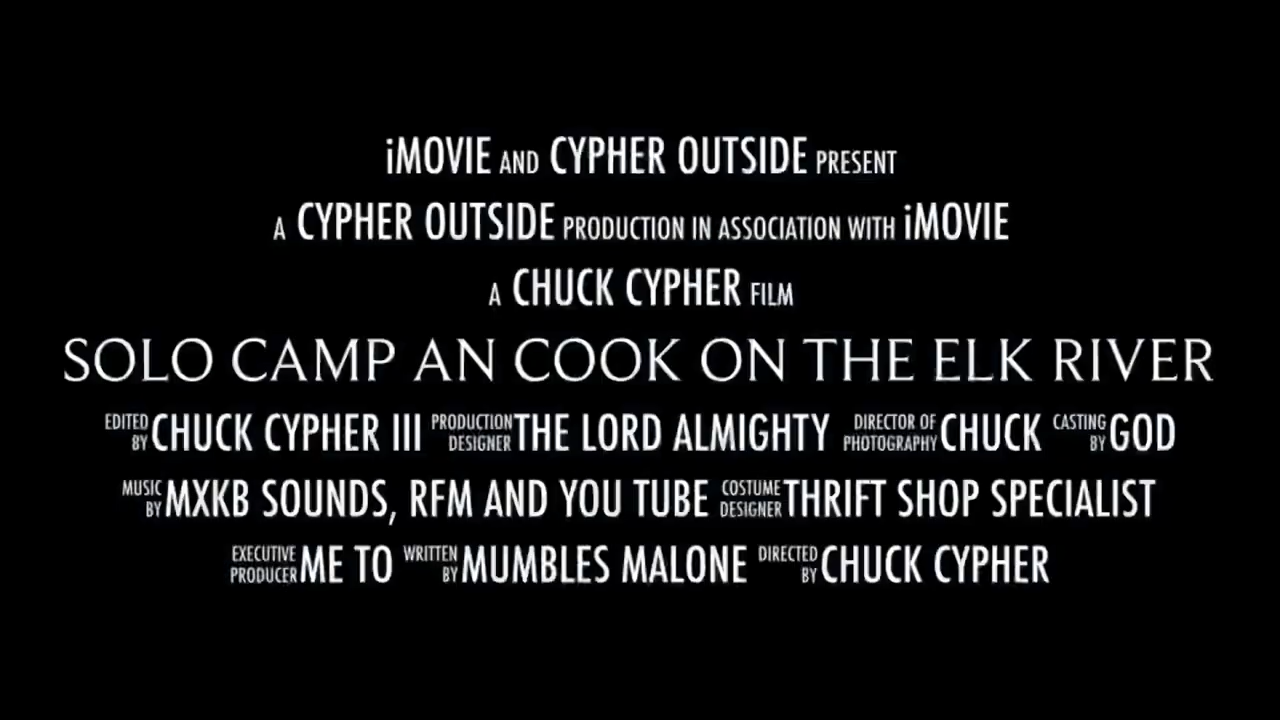 iMOVIE AND CYPHER OUTSIDE PRESENT
A CYPHER OUTSIDE PRODUCTION IN ASSOCIATION WITH iMOVIE
A CHUCK CYPHER FILM
SOLO CAMP AN COOK ON THE ELK RIVER
EDITED BY CHUCK CYPHER III PRODUCTION DESIGNER THE LORD ALMIGHTY DIRECTOR OF PHOTOGRAPHY CHUCK CASTING BY GOD
MUSIC BY MXKB SOUNDS, RFM AND YOU TUBE COSTUME DESIGNER THRIFT SHOP SPECIALIST
EXECUTIVE PRODUCER ME TO WRITTEN BY MUMBLES MALONE DIRECTED BY CHUCK CYPHER